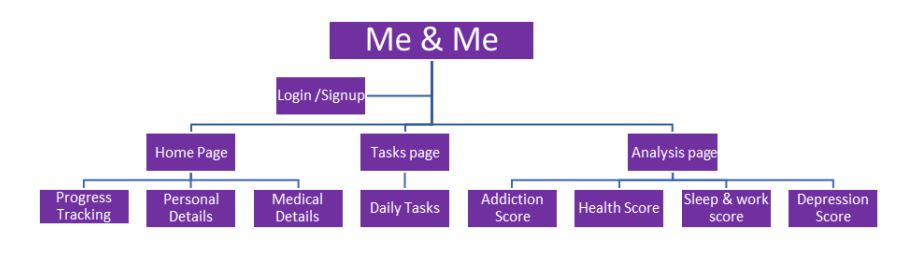 Me & Me
Login /Signup
Home Page
Tasks page
Analysis page
Progress
Tracking
Personal
Details
Medical
Details
Daily Tasks
Addiction
Score
Health Score
Sleep & work
score
Depression
Score